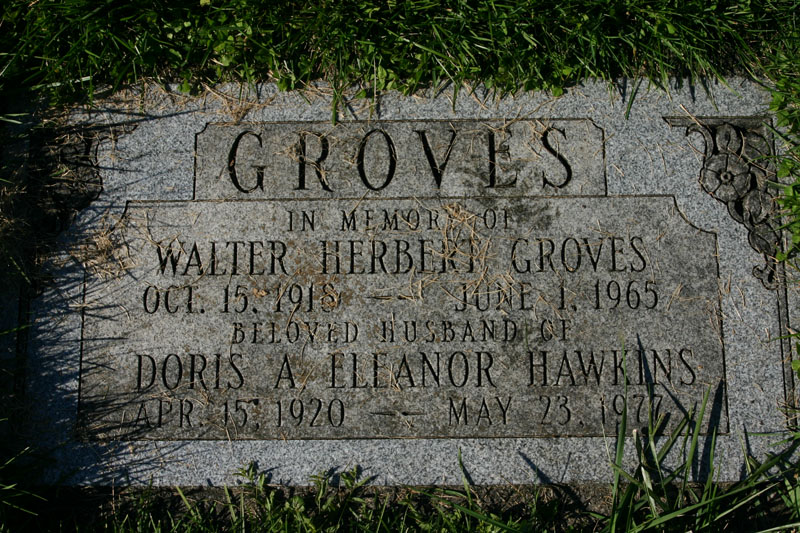 GROVES
IN MEMORY OF
WALTER HERBERT GROVES
OCT. 15, 1918 — JUNE 1, 1965
BELOVED HUSBAND OF
DORIS A. ELEANOR HAWKINS
APR. 15, 1920 — MAY 23, 1977